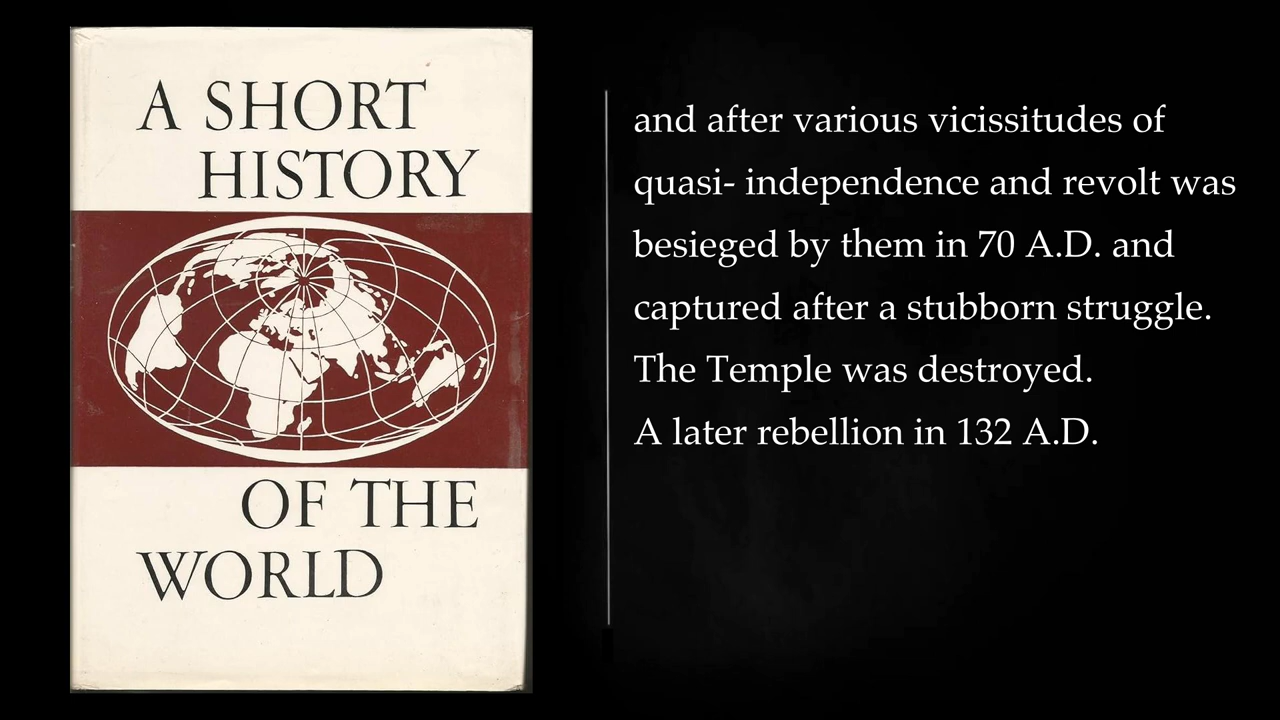 A SHORT
HISTORY
OF THE
WORLD
and after various vicissitudes of
quasi- independence and revolt was
besieged by them in 70 A.D. and
captured after a stubborn struggle.
The Temple was destroyed.
A later rebellion in 132 A.D.